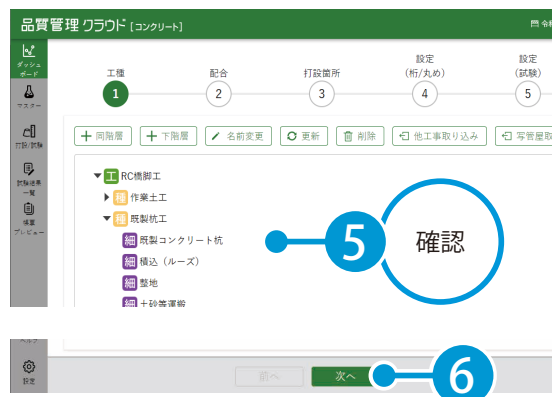 品質管理 クラウド [コンクリート]
ダッシュ
ボード
マスター
打設/試験
試験結果
一覧
帳票
プレビュー
工種
1
配合
2
打設箇所
3
設定
(桁/丸め)
4
設定
(試験)
5
同階層
下階層
名前変更
更新
削除
他工事取り込み
写管屋取
工 RC橋脚工
種 作業土工
種 既製杭工
細 既製コンクリート杭
細 積込（ルーズ）
細 整地
細 土砂等運搬
5
確認
ヘルプ
設定
前へ
次へ
6